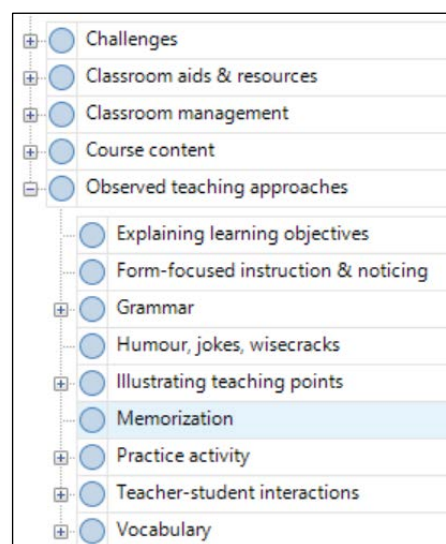 Challenges
Classroom aids & resources
Classroom management
Course content
Observed teaching approaches
Explaining learning objectives
Form-focused instruction & noticing
Grammar
Humour, jokes, wisecracks
Illustrating teaching points
Memorization
Practice activity
Teacher-student interactions
Vocabulary